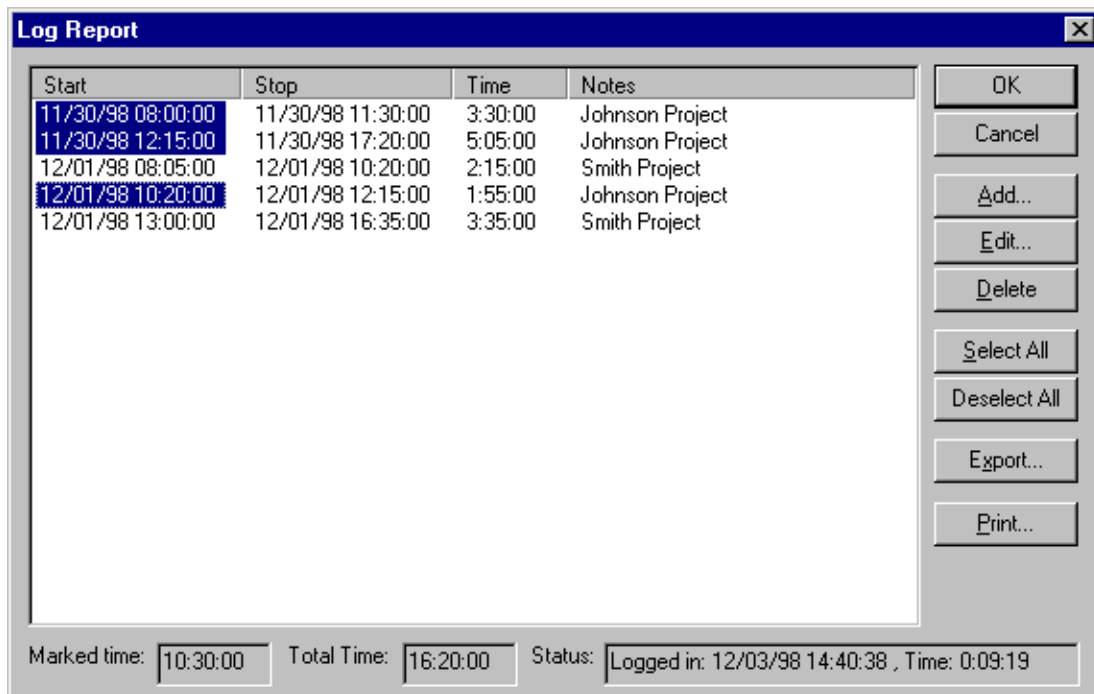 Log Report
Start Stop Time Notes
11/30/98 08:00:00 11/30/98 11:30:00 3:30:00 Johnson Project
11/30/98 12:15:00 11/30/98 17:20:00 5:05:00 Johnson Project
12/01/98 08:05:00 12/01/98 10:20:00 2:15:00 Smith Project
12/01/98 10:20:00 12/01/98 12:15:00 1:55:00 Johnson Project
12/01/98 13:00:00 12/01/98 16:35:00 3:35:00 Smith Project
OK
Cancel
Add...
Edit...
Delete
Select All
Deselect All
Export...
Print...
Marked time: 10:30:00 Total Time: 16:20:00 Status: Logged in: 12/03/98 14:40:38 , Time: 0:09:19